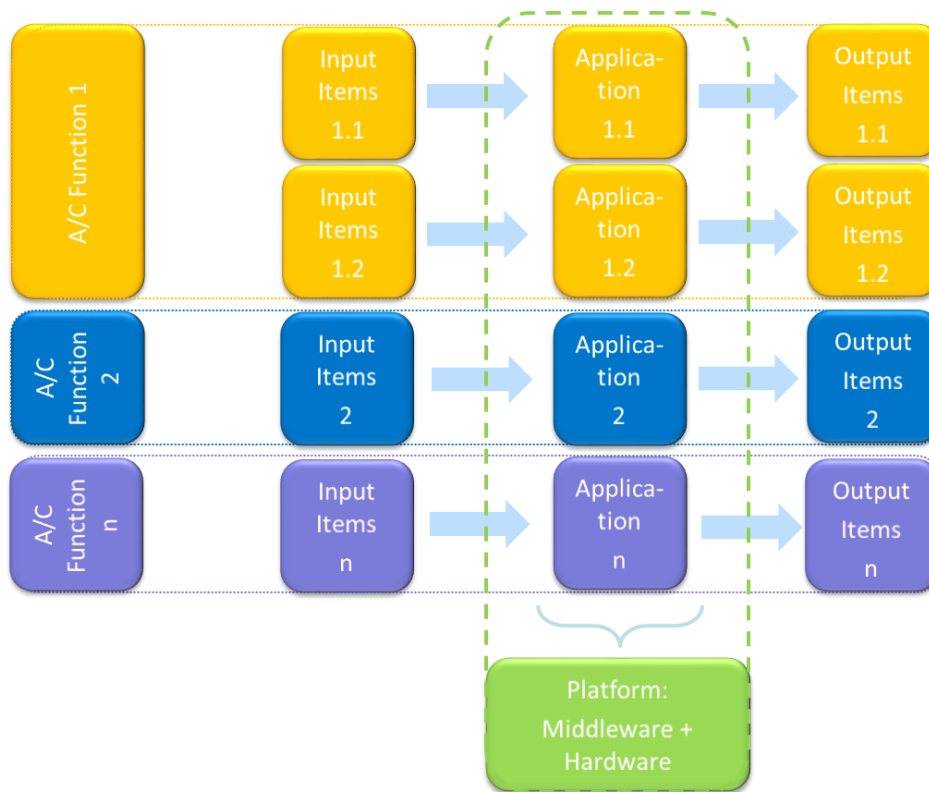 A/C Function 1
Input
Items
1.1
Applica-
tion
1.1
Output
Items
1.1
Input
Items
1.2
Applica-
tion
1.2
Output
Items
1.2
A/C
Function
2
Input
Items
2
Applica-
tion
2
Output
Items
2
A/C
Function
n
Input
Items
n
Applica-
tion
n
Output
Items
n
Platform:
Middleware +
Hardware